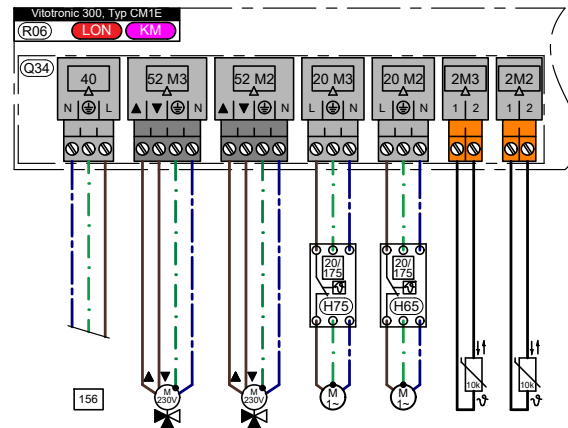 Vitotronic 300, Typ CM1E
R06 LON KM
Q34 40 52 M3 52 M2 20 M3 20 M2 2M3 2M2
N L ▲ ▼ N ▲ ▼ N L N L N 1 2 1 2
20/ 20/
175 175
H75 H65
▲ ▼ ▲ ▼
M M M M
230V 230V 1~ 1~
10k ϑ 10k ϑ
156